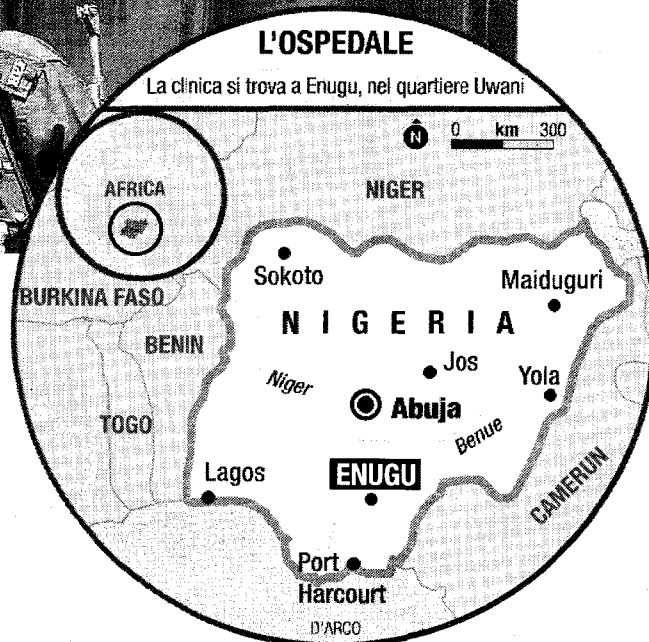 L'OSPEDALE
La clinica si trova a Enugu, nel quartiere Uwani
N
0 km 300
AFRICA
NIGER
Sokoto
Maiduguri
BURKINA FASO
NIGERIA
BENIN
Jos
Yola
Niger
Abuja
TOGO
Benue
Lagos
ENUGU
CAMERUN
Port
Harcourt
D'ARCO